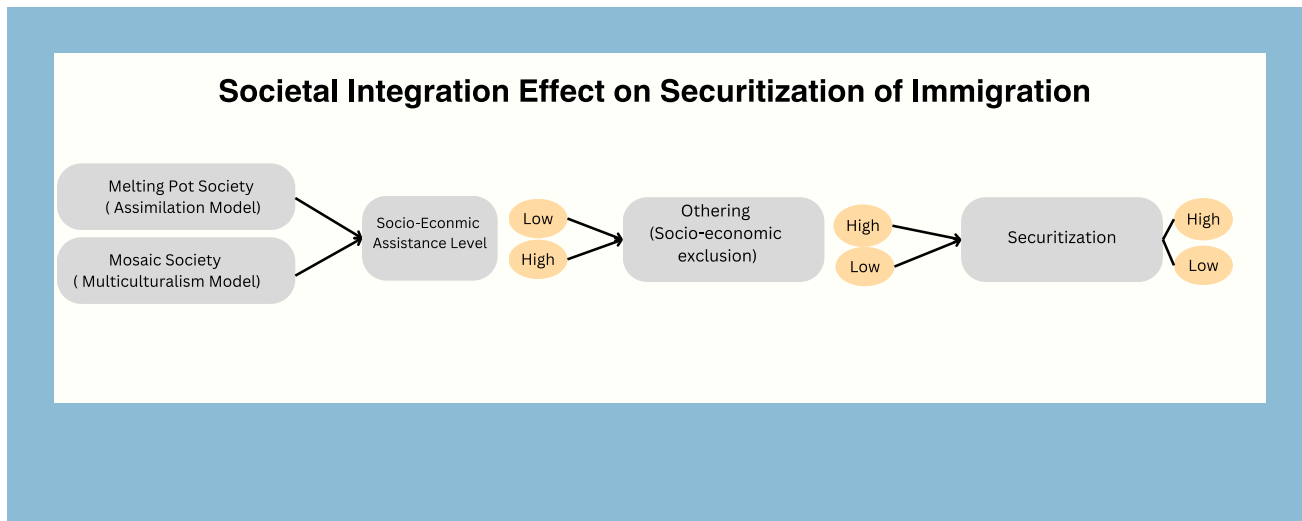 Societal Integration Effect on Securitization of Immigration
Melting Pot Society
( Assimilation Model)
Mosaic Society
( Multiculturalism Model)
Socio-Econmic
Assistance Level
Low
High
Othering
(Socio-economic
exclusion)
High
Low
Securitization
High
Low